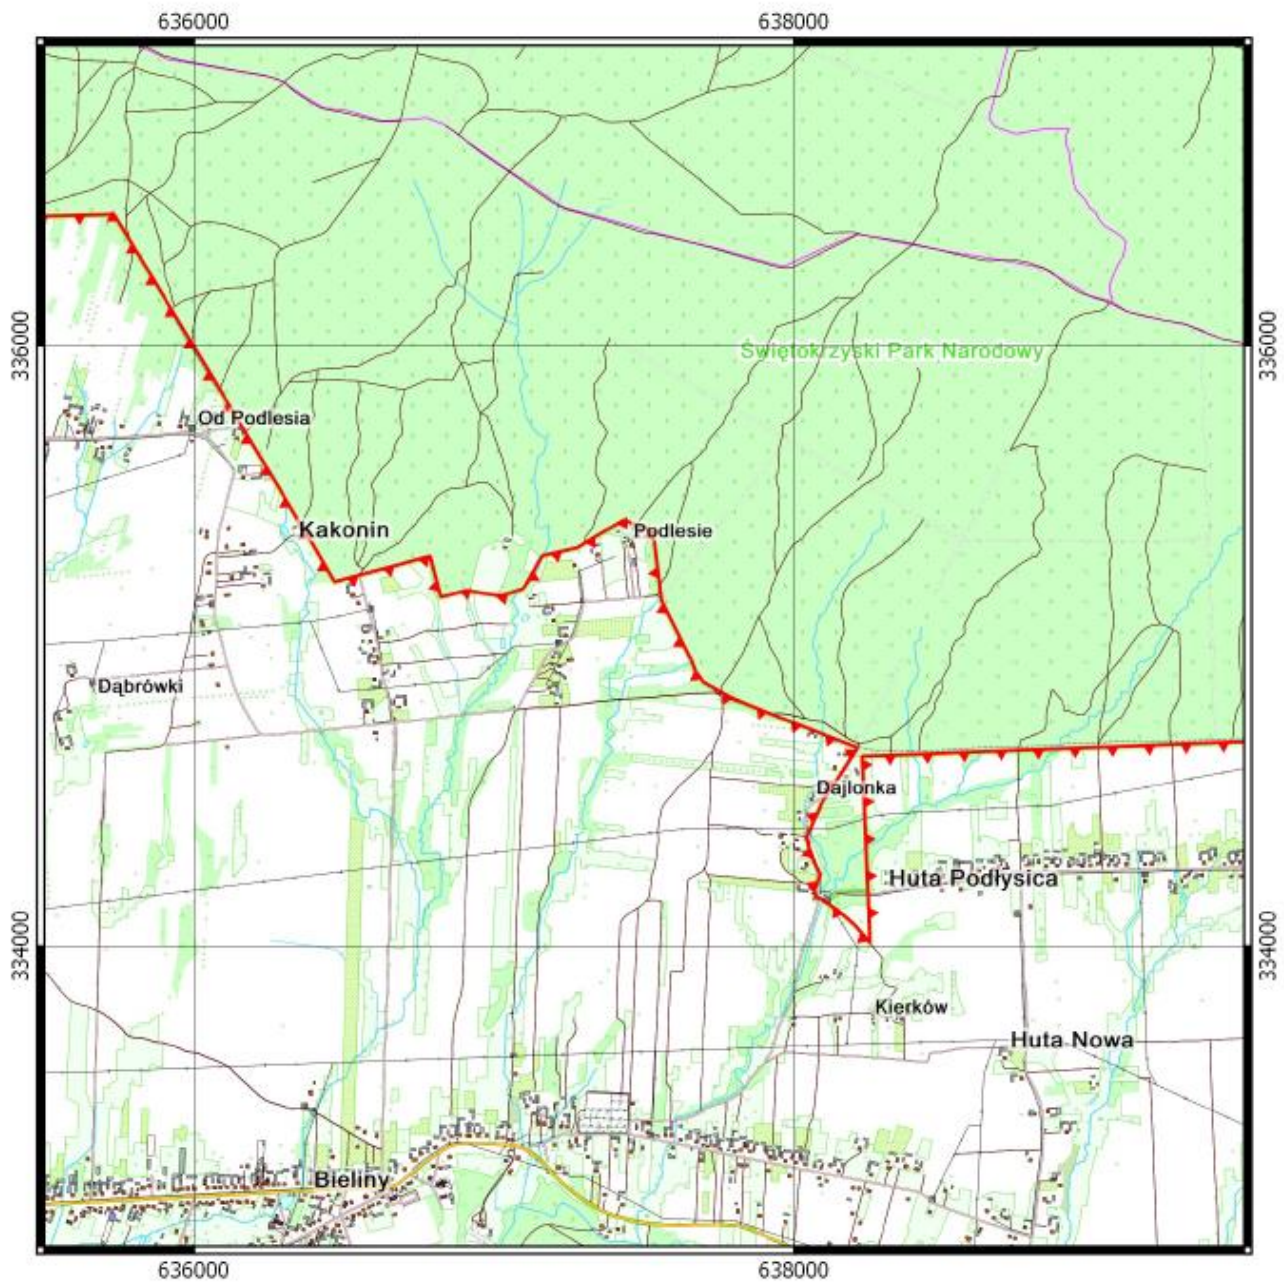 636000
638000
336000
Świętokrzyski Park Narodowy
336000
Od Podlesia
Kakonin
Podlesie
Dąbrówki
Dajlonka
Huta Podłysica
334000
334000
Kierków
Huta Nowa
Bieliny
636000
638000